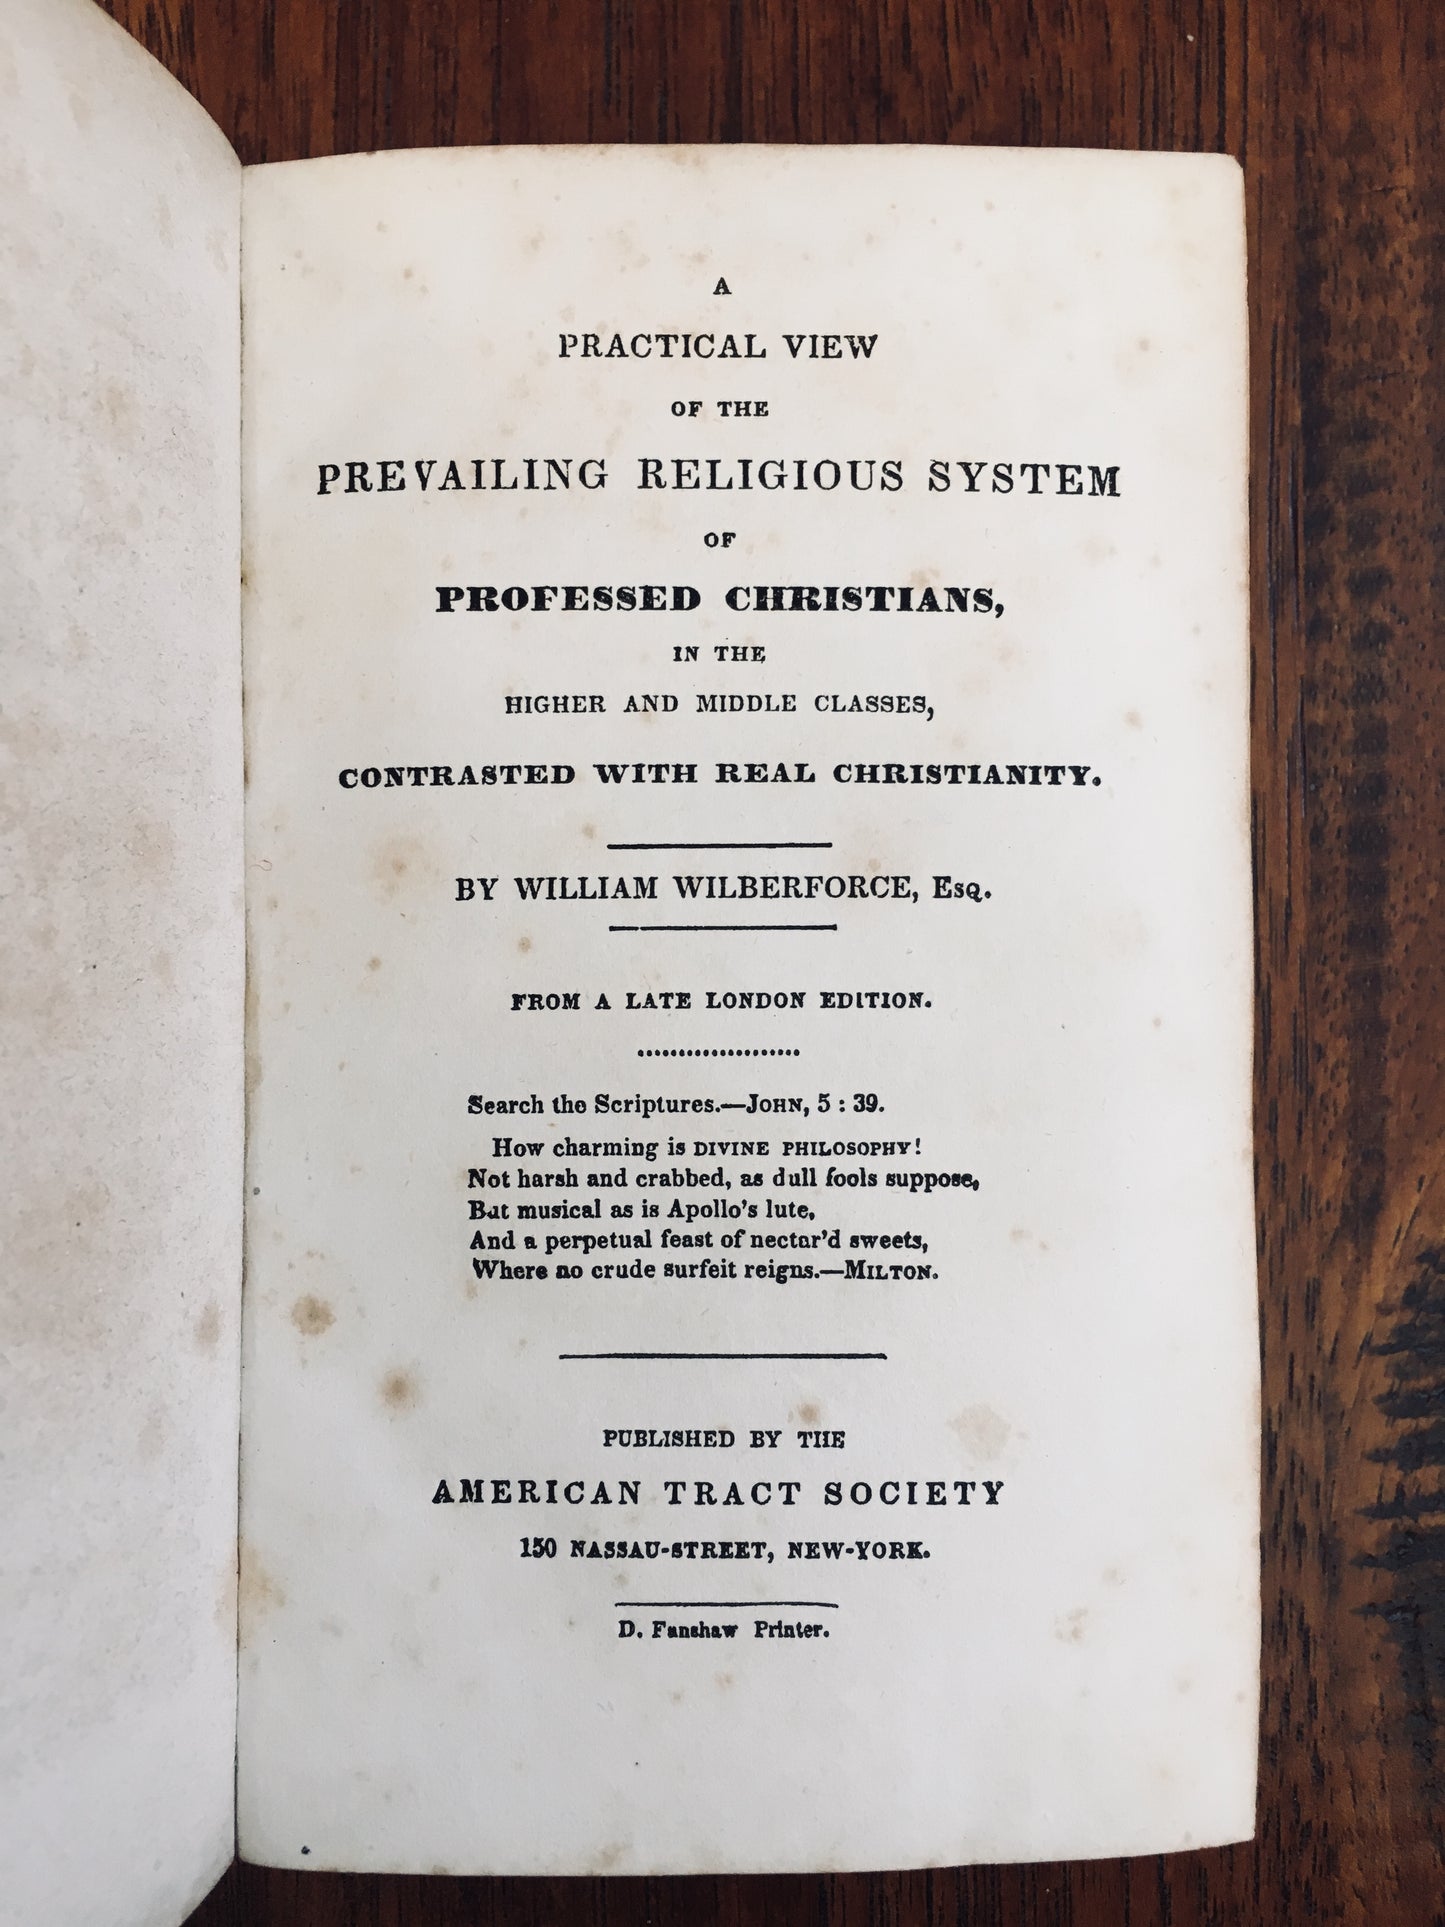 A
PRACTICAL VIEW
OF THE
PREVAILING RELIGIOUS SYSTEM
OF
PROFESSED CHRISTIANS,
IN THE
HIGHER AND MIDDLE CLASSES,
CONTRASTED WITH REAL CHRISTIANITY.
BY WILLIAM WILBERFORCE, ESQ.
FROM A LATE LONDON EDITION.
Search the Scriptures.—JOHN, 5 : 39.
How charming is DIVINE PHILOSOPHY!
Not harsh and crabbed, as dull fools suppose,
But musical as is Apollo's lute,
And a perpetual feast of nectar'd sweets,
Where no crude surfeit reigns.—MILTON.
PUBLISHED BY THE
AMERICAN TRACT SOCIETY
150 NASSAU-STREET, NEW-YORK.
D. Fanshaw Printer.